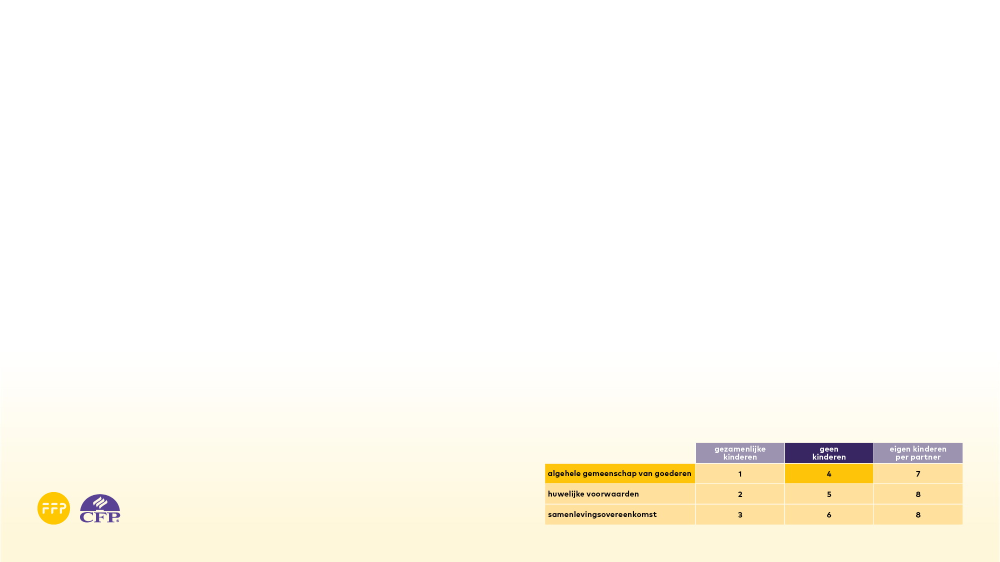 gezamenlijke
kinderen
geen
kinderen
eigen kinderen
per partner
algehele gemeenschap van goederen 1 4 7
huwelijke voorwaarden 2 5 8
samenlevingsovereenkomst 3 6 8
FFP
CFP®